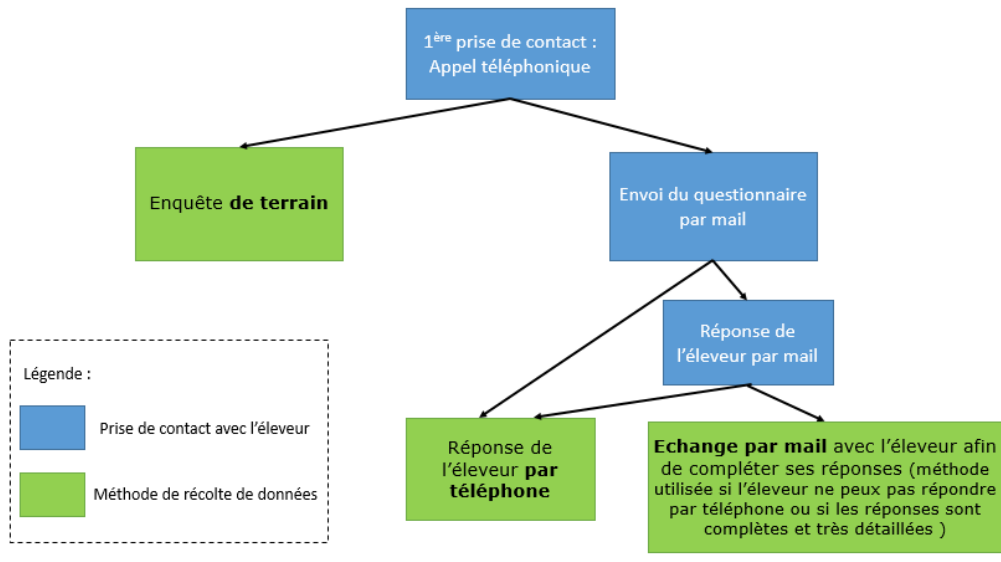 1ère prise de contact :
Appel téléphonique
Enquête de terrain
Envoi du questionnaire
par mail
Réponse de
l'éleveur par mail
Légende :
Prise de contact avec l'éleveur
Méthode de récolte de données
Réponse de
l'éleveur par
téléphone
Echange par mail avec l'éleveur afin
de compléter ses réponses (méthode
utilisée si l'éleveur ne peux pas répondre
par téléphone ou si les réponses sont
complètes et très détaillées )